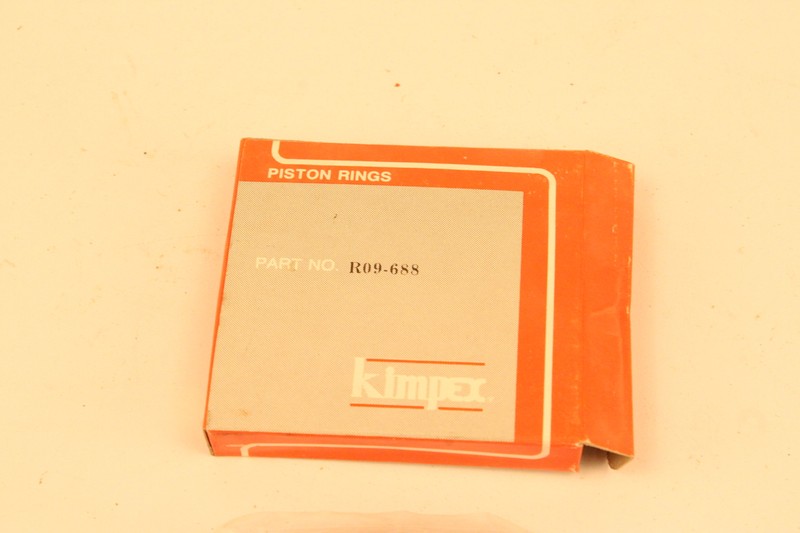 PISTON RINGS
PART NO. R09-688
kimpex.